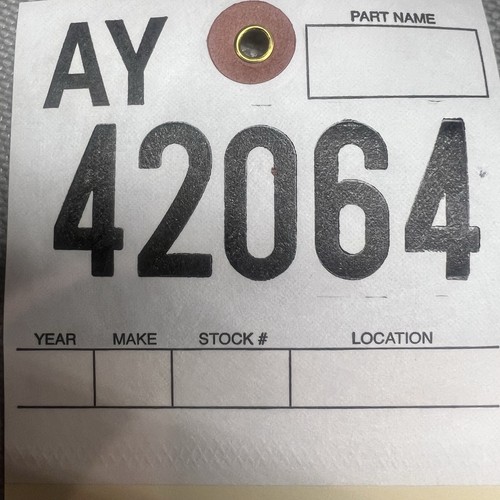 AY
PART NAME
42064
YEAR MAKE STOCK # LOCATION